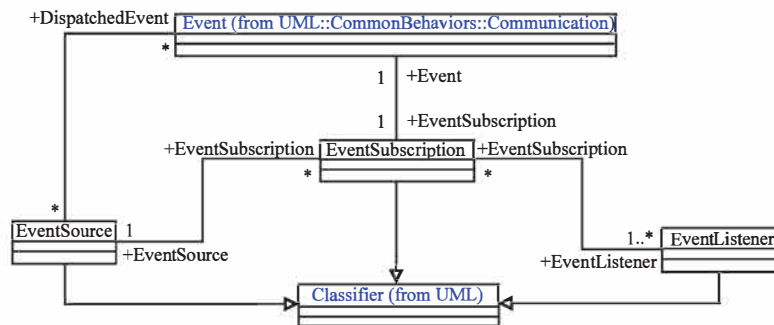 +DispatchedEvent
Event (from UML::CommonBehaviors::Communication)
*
1 +Event
1 +EventSubscription
+EventSubscription
EventSubscription
+EventSubscription
*
*
*
EventSource
1
+EventSource
1..*
EventListener
+EventListener
Classifier (from UML)